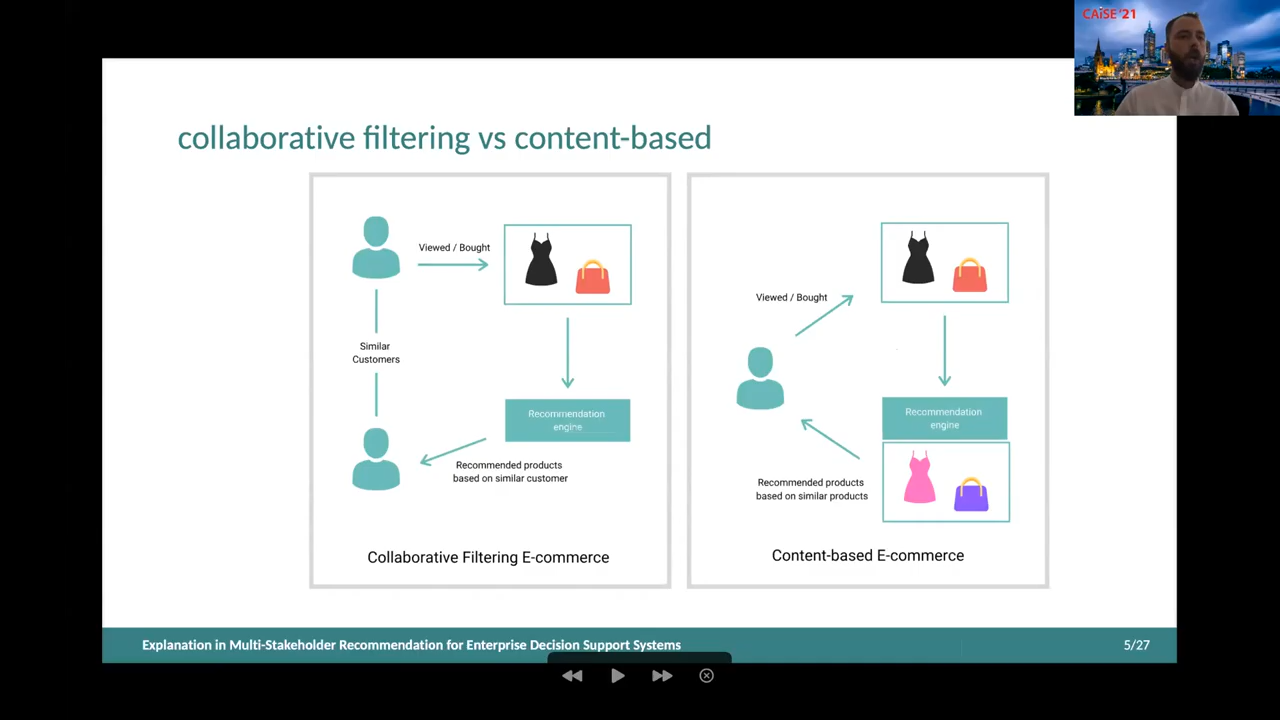 CAiSE '21
collaborative filtering vs content-based
Viewed / Bought
Similar
Customers
Recommendation
engine
Recommended products
based on similar customer
Collaborative Filtering E-commerce
Viewed / Bought
Recommendation
engine
Recommended products
based on similar products
Content-based E-commerce
Explanation in Multi-Stakeholder Recommendation for Enterprise Decision Support Systems
5/27